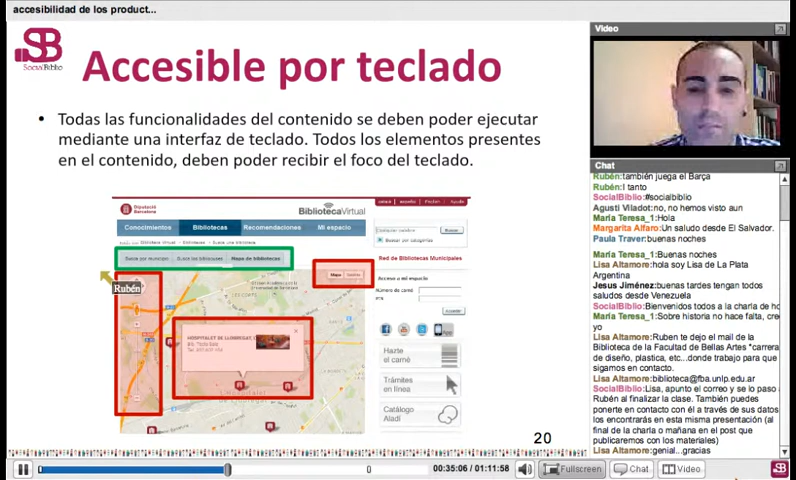 accesibilidad de los product...
SB
SocialBiblio
Accesible por teclado
• Todas las funcionalidades del contenido se deben poder ejecutar
mediante una interfaz de teclado. Todos los elementos presentes
en el contenido, deben poder recibir el foco del teclado.
Diputació
Barcelona
BibliotecaVirtual
Conocimientos
Bibliotecas
Recomendaciones
Mi espacio
Buscar por categorías
Mapa de bibliotecas
Red de Bibliotecas Municipales
Mapa
Accede a mi espacio
Número de carné
Rubén
Hazte
el carné
Trámites
en línea
Catálogo
Aladí
20
Video
Chat
Rubén:también juega el Barça
Rubén:l tanto
SocialBiblio:#socialbiblio
Agustí Viladot:no, no hemos visto aun
María Teresa_1:Hola
Margarita Alfaro:Un saludo desde El Salvador.
Paula Traver:buenas noches
María Teresa_1:Buenas noches
Lisa Altamore:hola soy Lisa de La Plata
Argentina
Jesus Jiménez:buenas tardes tengan todos
saludos desde Venezuela
SocialBiblio:Bienvenidos todos a la charla de ho
María Teresa_1:Sobre historia no hace falta, cre
yo
Lisa Altamore:Ruben te dejo el mail de la
Biblioteca de la Facultad de Bellas Artes "carrera
de diseño, plastica, etc...donde trabajo para que
sigamos en contacto.
Lisa Altamore:biblioteca@fba.unlp.edu.ar
SocialBiblio:Lisa, apunto el correo y se lo paso
Rubén al finalizar la clase. También puedes
ponerte en contacto con él a través de sus datos
los encontrarás en esta misma presentación (al
final de la charla o mañana en el post que
publicaremos con los materiales)
Lisa Altamore:genial...gracias
00:35:06 / 01:11:58
Fullscreen
Chat
Video
SB